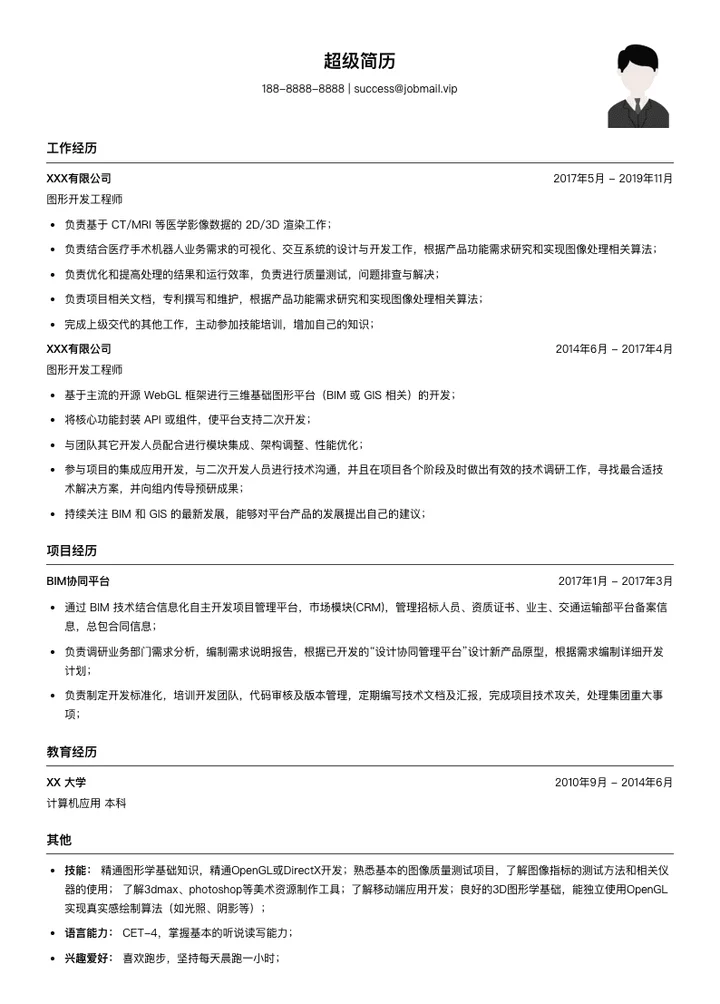 超级简历
188-8888-8888 | success@jobmail.vip
工作经历
XXX有限公司 2017年5月 – 2019年11月
图形开发工程师
• 负责基于 CT/MRI 等医学影像数据的 2D/3D 渲染工作；
• 负责结合医疗手术机器人业务需求的可视化、交互系统的设计与开发工作，根据产品功能需求研究和实现图像处理相关算法；
• 负责优化和提高处理的结果和运行效率，负责进行质量测试，问题排查与解决；
• 负责项目相关文档，专利撰写和维护，根据产品功能需求研究和实现图像处理相关算法；
• 完成上级交代的其他工作，主动参加技能培训，增加自己的知识；
XXX有限公司 2014年6月 – 2017年4月
图形开发工程师
• 基于主流的开源 WebGL 框架进行三维基础图形平台（BIM 或 GIS 相关）的开发；
• 将核心功能封装 API 或组件，使平台支持二次开发；
• 与团队其它开发人员配合进行模块集成、架构调整、性能优化；
• 参与项目的集成应用开发，与二次开发人员进行技术沟通，并且在项目各个阶段及时做出有效的技术调研工作，寻找最合适技
术解决方案，并向组内传导预研成果；
• 持续关注 BIM 和 GIS 的最新发展，能够对平台产品的发展提出自己的建议；
项目经历
BIM协同平台 2017年1月 – 2017年3月
• 通过 BIM 技术结合信息化自主开发项目管理平台，市场模块(CRM)，管理招标人员、资质证书、业主、交通运输部平台备案信
息，总包合同信息；
• 负责调研业务部门需求分析，编制需求说明报告，根据已开发的“设计协同管理平台”设计新产品原型，根据需求编制详细开发
计划；
• 负责制定开发标准化，培训开发团队，代码审核及版本管理，定期编写技术文档及汇报，完成项目技术攻关，处理集团重大事
项；
教育经历
XX 大学 2010年9月 – 2014年6月
计算机应用 本科
其他
• 技能： 精通图形学基础知识，精通OpenGL或DirectX开发；熟悉基本的图像质量测试项目，了解图像指标的测试方法和相关仪
器的使用； 了解3dmax、photoshop等美术资源制作工具；了解移动端应用开发；良好的3D图形学基础，能独立使用OpenGL
实现真实感绘制算法（如光照、阴影等）；
• 语言能力： CET-4，掌握基本的听说读写能力；
• 兴趣爱好： 喜欢跑步，坚持每天晨跑一小时；